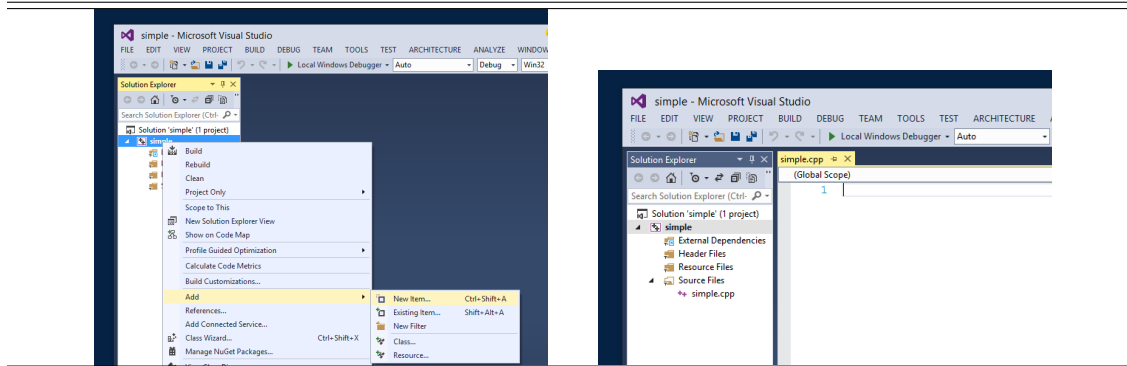 simple - Microsoft Visual Studio
FILE EDIT VIEW PROJECT BUILD DEBUG TEAM TOOLS TEST ARCHITECTURE ANALYZE WINDOW
Local Windows Debugger Auto Debug Win32
Solution Explorer
Search Solution Explorer (Ctrl-
Solution 'simple' (1 project)
simple
Build
Rebuild
Clean
Project Only
Scope to This
New Solution Explorer View
Show on Code Map
Profile Guided Optimization
Calculate Code Metrics
Build Customizations...
Add
References...
Add Connected Service...
Class Wizard... Ctrl+Shift+X
Manage NuGet Packages...
New Item... Ctrl+Shift+A
Existing Item... Shift+Alt+A
New Filter
Class...
Resource...
simple - Microsoft Visual Studio
FILE EDIT VIEW PROJECT BUILD DEBUG TEAM TOOLS TEST ARCHITECTURE
Local Windows Debugger Auto
Solution Explorer
Search Solution Explorer (Ctrl-
Solution 'simple' (1 project)
simple
External Dependencies
Header Files
Resource Files
Source Files
simple.cpp
simple.cpp
(Global Scope)
1